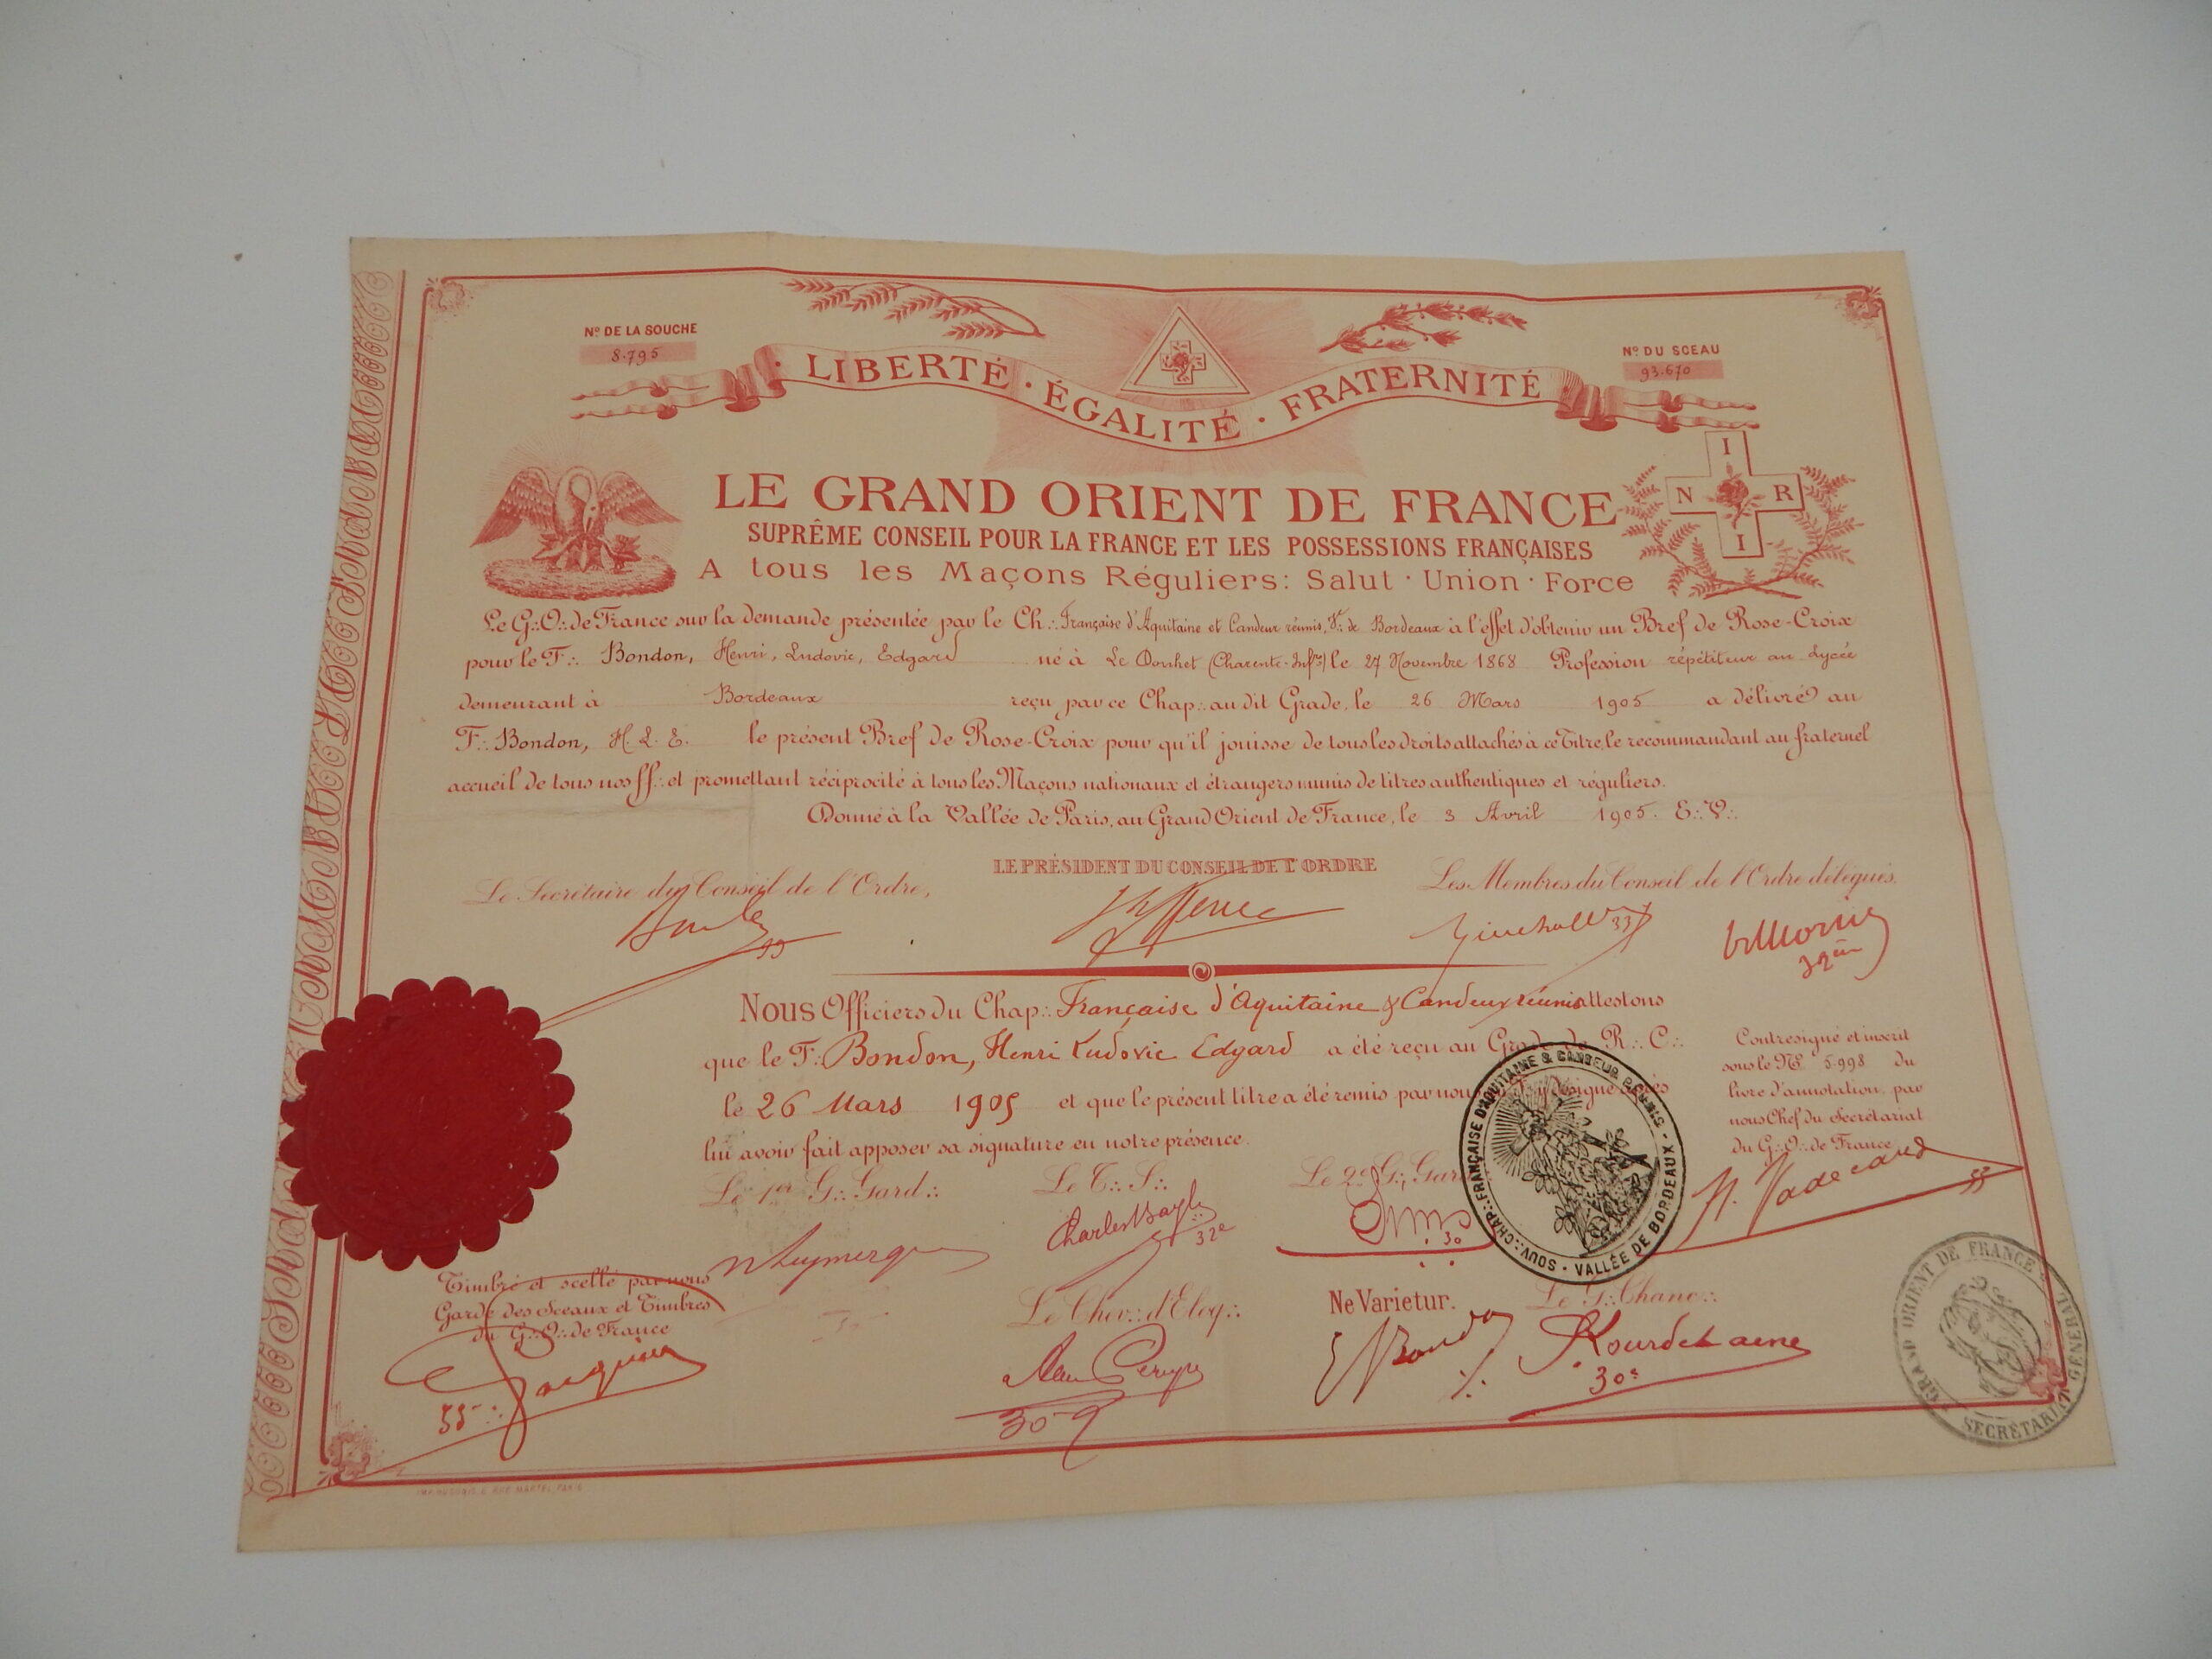 Nº DE LA SOUCHE
8.795
Nº DU SCEAU
93.670
LIBERTÉ · ÉGALITÉ · FRATERNITÉ
I
N R
I
LE GRAND ORIENT DE FRANCE
SUPRÊME CONSEIL POUR LA FRANCE ET LES POSSESSIONS FRANÇAISES
A tous les Maçons Réguliers: Salut · Union · Force
Le G∴O∴ de France sur la demande présentée par le Ch∴ Française d'Aquitaine et Candeur réunis, V∴ de Bordeaux à l'effet d'obtenir un Bref de Rose-Croix
pour le F∴ Bondon, Henri, Ludovic, Edgard né à Le Douhet (Charente-Infre) le 27 Novembre 1868 Profession répétiteur au Lycée
demeurant à Bordeaux reçu par ce Chap∴ au dit Grade, le 26 Mars 1905 a délivré au
F∴ Bondon, H. L. E. le présent Bref de Rose-Croix pour qu'il jouisse de tous les droits attachés à ce Titre, le recommandant au fraternel
accueil de tous nos ff∴ et promettant réciprocité à tous les Maçons nationaux et étrangers munis de titres authentiques et réguliers.
Donné à la Vallée de Paris, au Grand Orient de France, le 3 Avril 1905. E∴V∴
Le Secrétaire du Conseil de l'Ordre,
LE PRÉSIDENT DU CONSEIL DE L'ORDRE
Les Membres du Conseil de l'Ordre délégués.
33
Nous Officiers du Chap∴ Française d'Aquitaine & Candeur réunis attestons
que le F∴ Bondon, Henri Ludovic Edgard a été reçu au Grade de R∴C∴
le 26 Mars 1905 et que le présent titre a été remis par nous
lui avoir fait apposer sa signature en notre présence.
Contresigné et inscrit
sous le Nº 5.998 du
livre d'annotation, par
nous Chef du Secrétariat
du G∴O∴ de France
33
Le 1er G∴ Gard∴
Le T∴S∴
Le 2e G∴ Gard
Charles Bayle
32e
30
SOUV∴ CHAP∴ FRANÇAISE D'AQUITAINE & CANDEUR RÉUNIS · VALLÉE DE BORDEAUX
Timbré et scellé par nous
Garde des Sceaux et Timbres
du G∴O∴ de France
33
Le Chev∴ d'Eloq∴
30
Ne Varietur.
Le G∴ Chanc∴
30e
GRAND ORIENT DE FRANCE
SECRÉTARIAT GÉNÉRAL